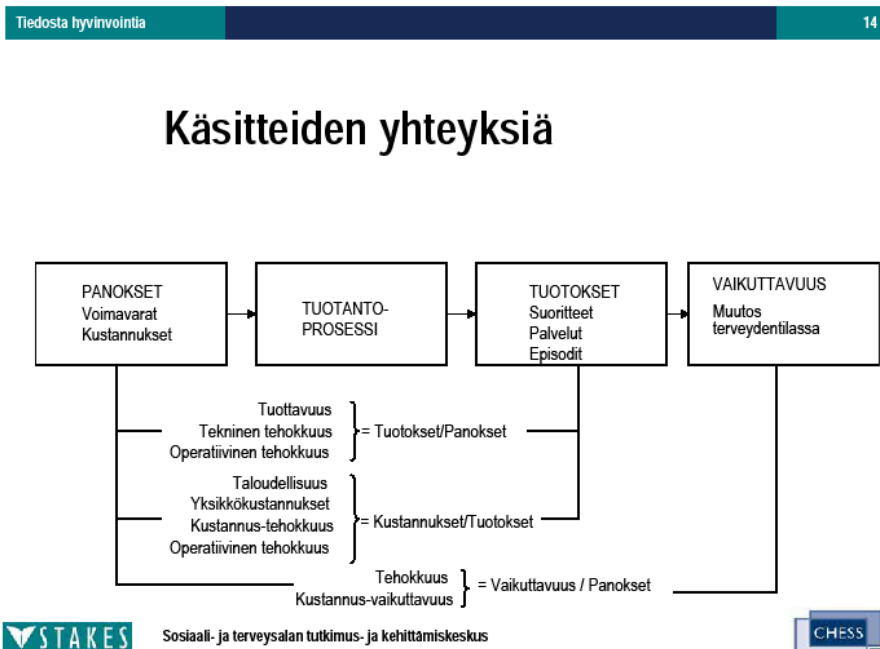 Tiedosta hyvinvointia
14
Käsitteiden yhteyksiä
PANOKSET
Voimavarat
Kustannukset
TUOTANTO-
PROSESSI
TUOTOKSET
Suoritteet
Palvelut
Episodit
VAIKUTTAVUUS
Muutos
terveydentilassa
Tuottavuus
Tekninen tehokkuus
Operatiivinen tehokkuus
= Tuotokset/Panokset
Taloudellisuus
Yksikkökustannukset
Kustannus-tehokkuus
Operatiivinen tehokkuus
= Kustannukset/Tuotokset
Tehokkuus
Kustannus-vaikuttavuus
= Vaikuttavuus / Panokset
STAKES
Sosiaali- ja terveysalan tutkimus- ja kehittämiskeskus
CHESS